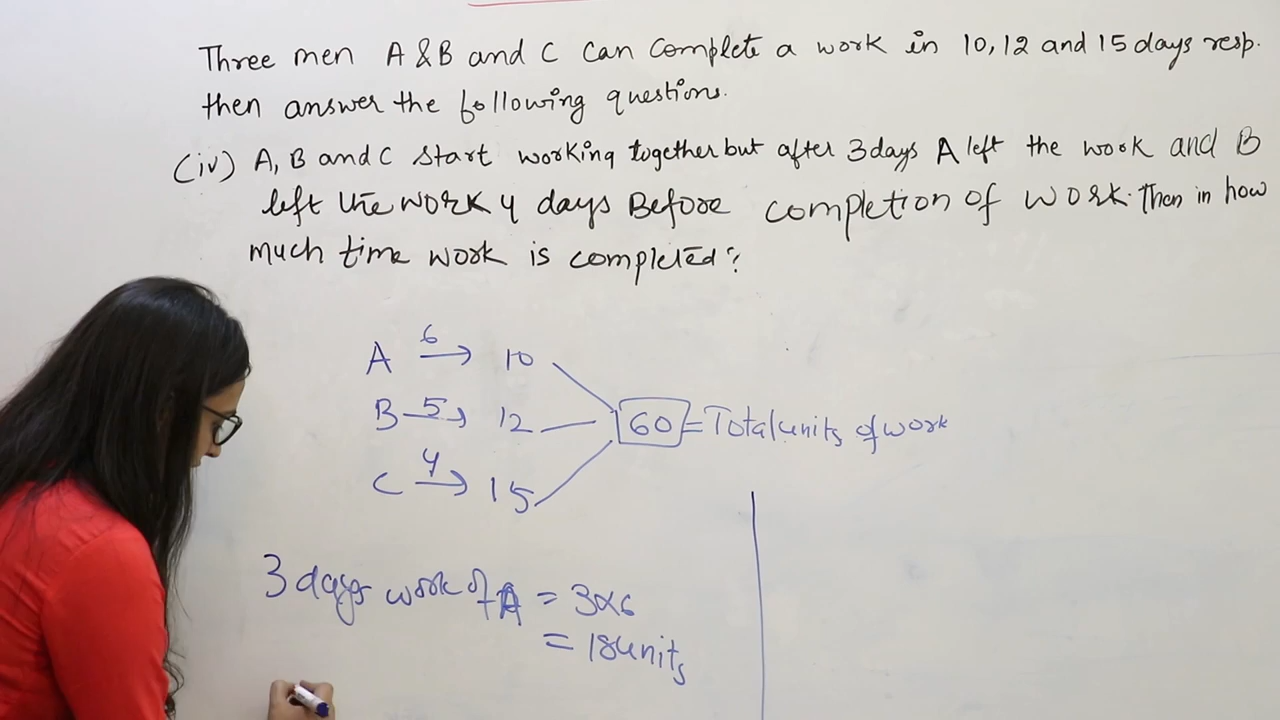 Three men A & B and C Can Complete a work in 10, 12 and 15 days resp.
then answer the following questions.
(iv) A, B and C start working together but after 3 days A left the work and B
left the work 4 days Before completion of work. Then in how
much time work is completed?
A 6→ 10
B 5→ 12 60 = Total units of work
C 4→ 15
3 days work of A = 3×6
= 18 units